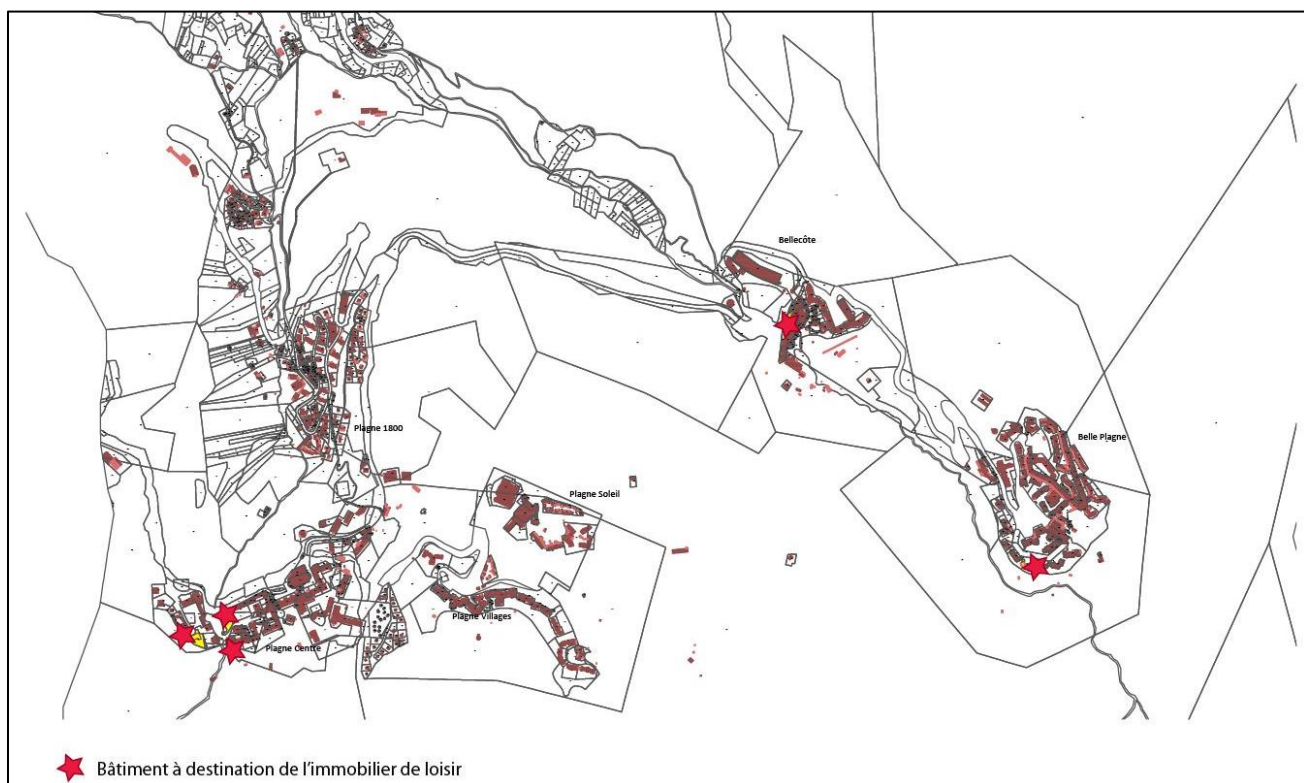 Bellecôte
Plagne 1800
Belle Plagne
Plagne Soleil
Plagne Villages
Plagne Centre
Bâtiment à destination de l'immobilier de loisir